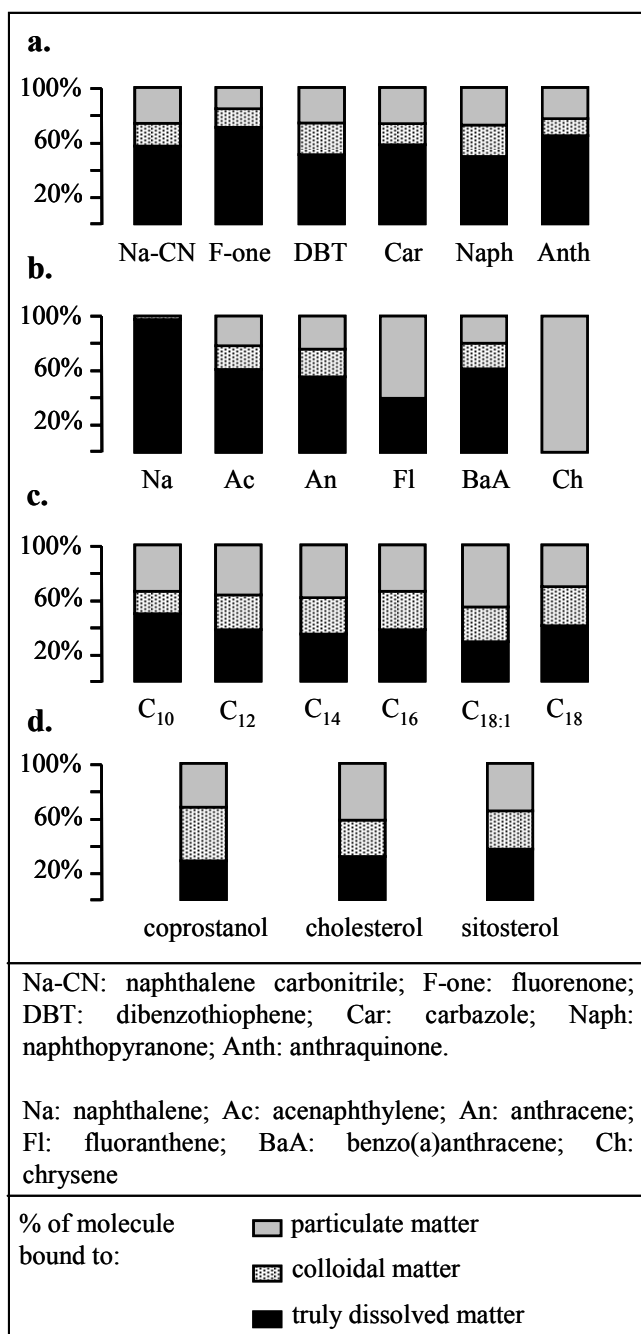 a.
100%
60%
20%
Na-CN F-one DBT Car Naph Anth
b.
100%
60%
20%
Na Ac An Fl BaA Ch
c.
100%
60%
20%
C10 C12 C14 C16 C18:1 C18
d.
100%
60%
20%
coprostanol cholesterol sitosterol
Na-CN: naphthalene carbonitrile; F-one: fluorenone;
DBT: dibenzothiophene; Car: carbazole; Naph:
naphthopyranone; Anth: anthraquinone.
Na: naphthalene; Ac: acenaphthylene; An: anthracene;
Fl: fluoranthene; BaA: benzo(a)anthracene; Ch:
chrysene
% of molecule
bound to:
particulate matter
colloidal matter
truly dissolved matter